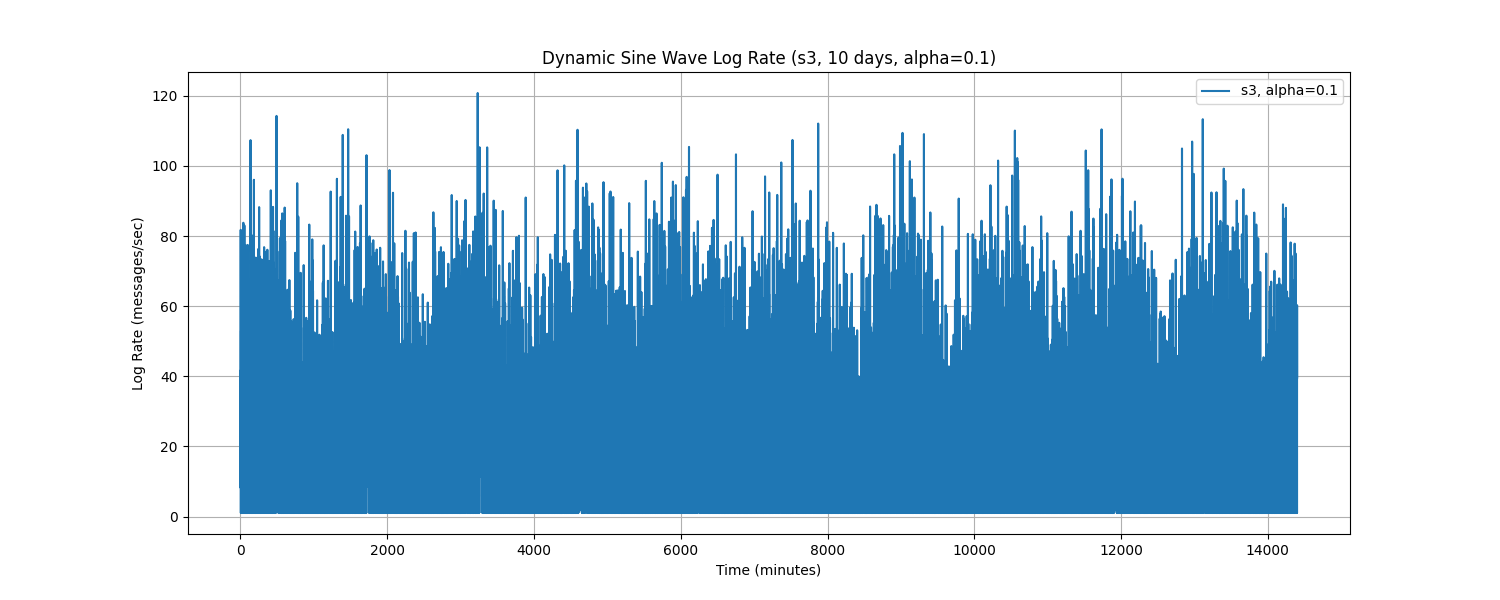 Dynamic Sine Wave Log Rate (s3, 10 days, alpha=0.1)
s3, alpha=0.1
Log Rate (messages/sec)
120
100
80
60
40
20
0
0 2000 4000 6000 8000 10000 12000 14000
Time (minutes)